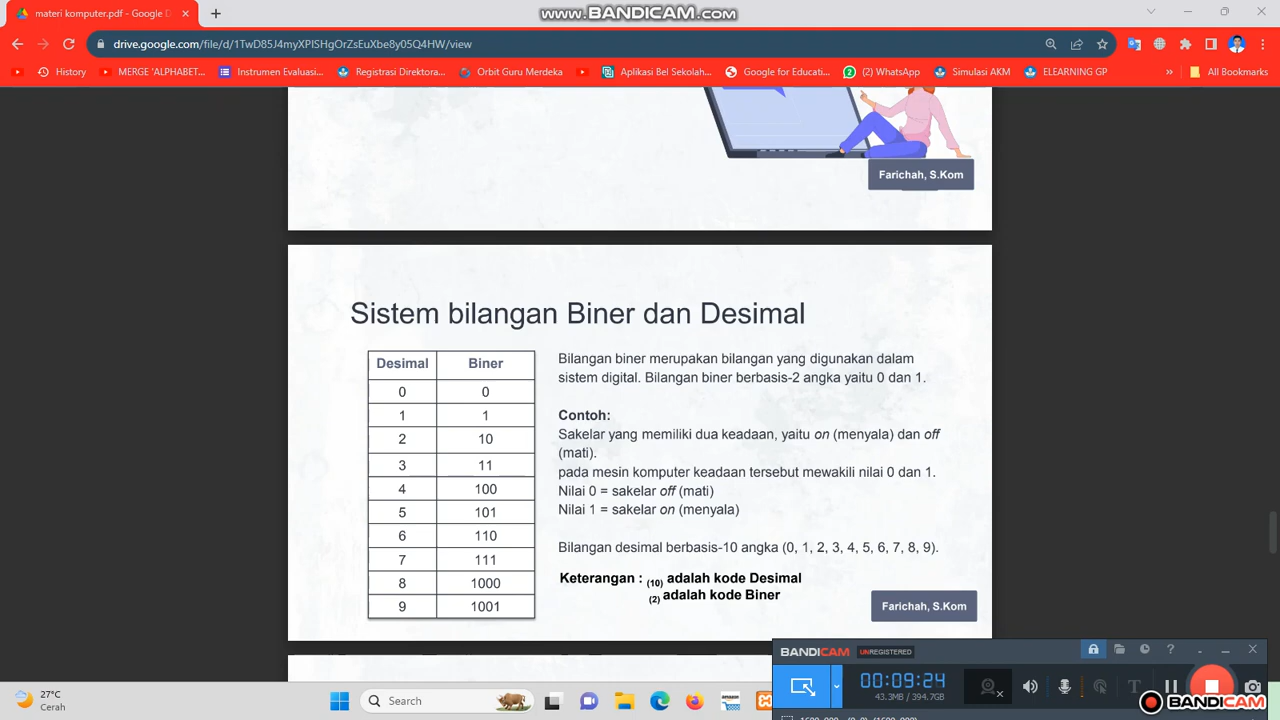 materi komputer.pdf - Google D
www.BANDICAM.com
drive.google.com/file/d/1TwD85J4myXPlSHgOrZsEuXbe8y05Q4HW/view
History
MERGE 'ALPHABET'...
Instrumen Evaluasi...
Registrasi Direktora...
Orbit Guru Merdeka
Aplikasi Bel Sekolah...
Google for Educati...
(2) WhatsApp
Simulasi AKM
ELEARNING GP
»
All Bookmarks
Farichah, S.Kom
Sistem bilangan Biner dan Desimal
Desimal Biner
0 0
1 1
2 10
3 11
4 100
5 101
6 110
7 111
8 1000
9 1001
Bilangan biner merupakan bilangan yang digunakan dalam
sistem digital. Bilangan biner berbasis-2 angka yaitu 0 dan 1.
Contoh:
Sakelar yang memiliki dua keadaan, yaitu on (menyala) dan off
(mati).
pada mesin komputer keadaan tersebut mewakili nilai 0 dan 1.
Nilai 0 = sakelar off (mati)
Nilai 1 = sakelar on (menyala)
Bilangan desimal berbasis-10 angka (0, 1, 2, 3, 4, 5, 6, 7, 8, 9).
Keterangan : (10) adalah kode Desimal
(2) adalah kode Biner
Farichah, S.Kom
BANDICAM UNREGISTERED
00:09:24
43.3MB / 394.7GB
27°C
Cerah
Search
BANDICAM